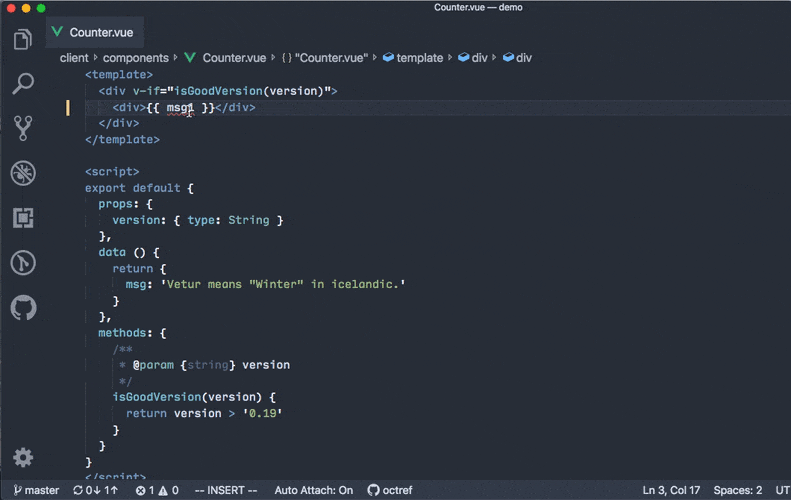 Counter.vue — demo
Counter.vue
client › components › Counter.vue › {} "Counter.vue" › template › div › div
<template>
  <div v-if="isGoodVersion(version)">
    <div>{{ msg1 }}</div>
  </div>
</template>

<script>
export default {
  props: {
    version: { type: String }
  },
  data () {
    return {
      msg: 'Vetur means "Winter" in icelandic.'
    }
  },
  methods: {
    /**
     * @param {string} version
     */
    isGoodVersion(version) {
      return version > '0.19'
    }
  }
}
</script>
master 0↓ 1↑ 1 0 -- INSERT -- Auto Attach: On octref Ln 3, Col 17 Spaces: 2 UT